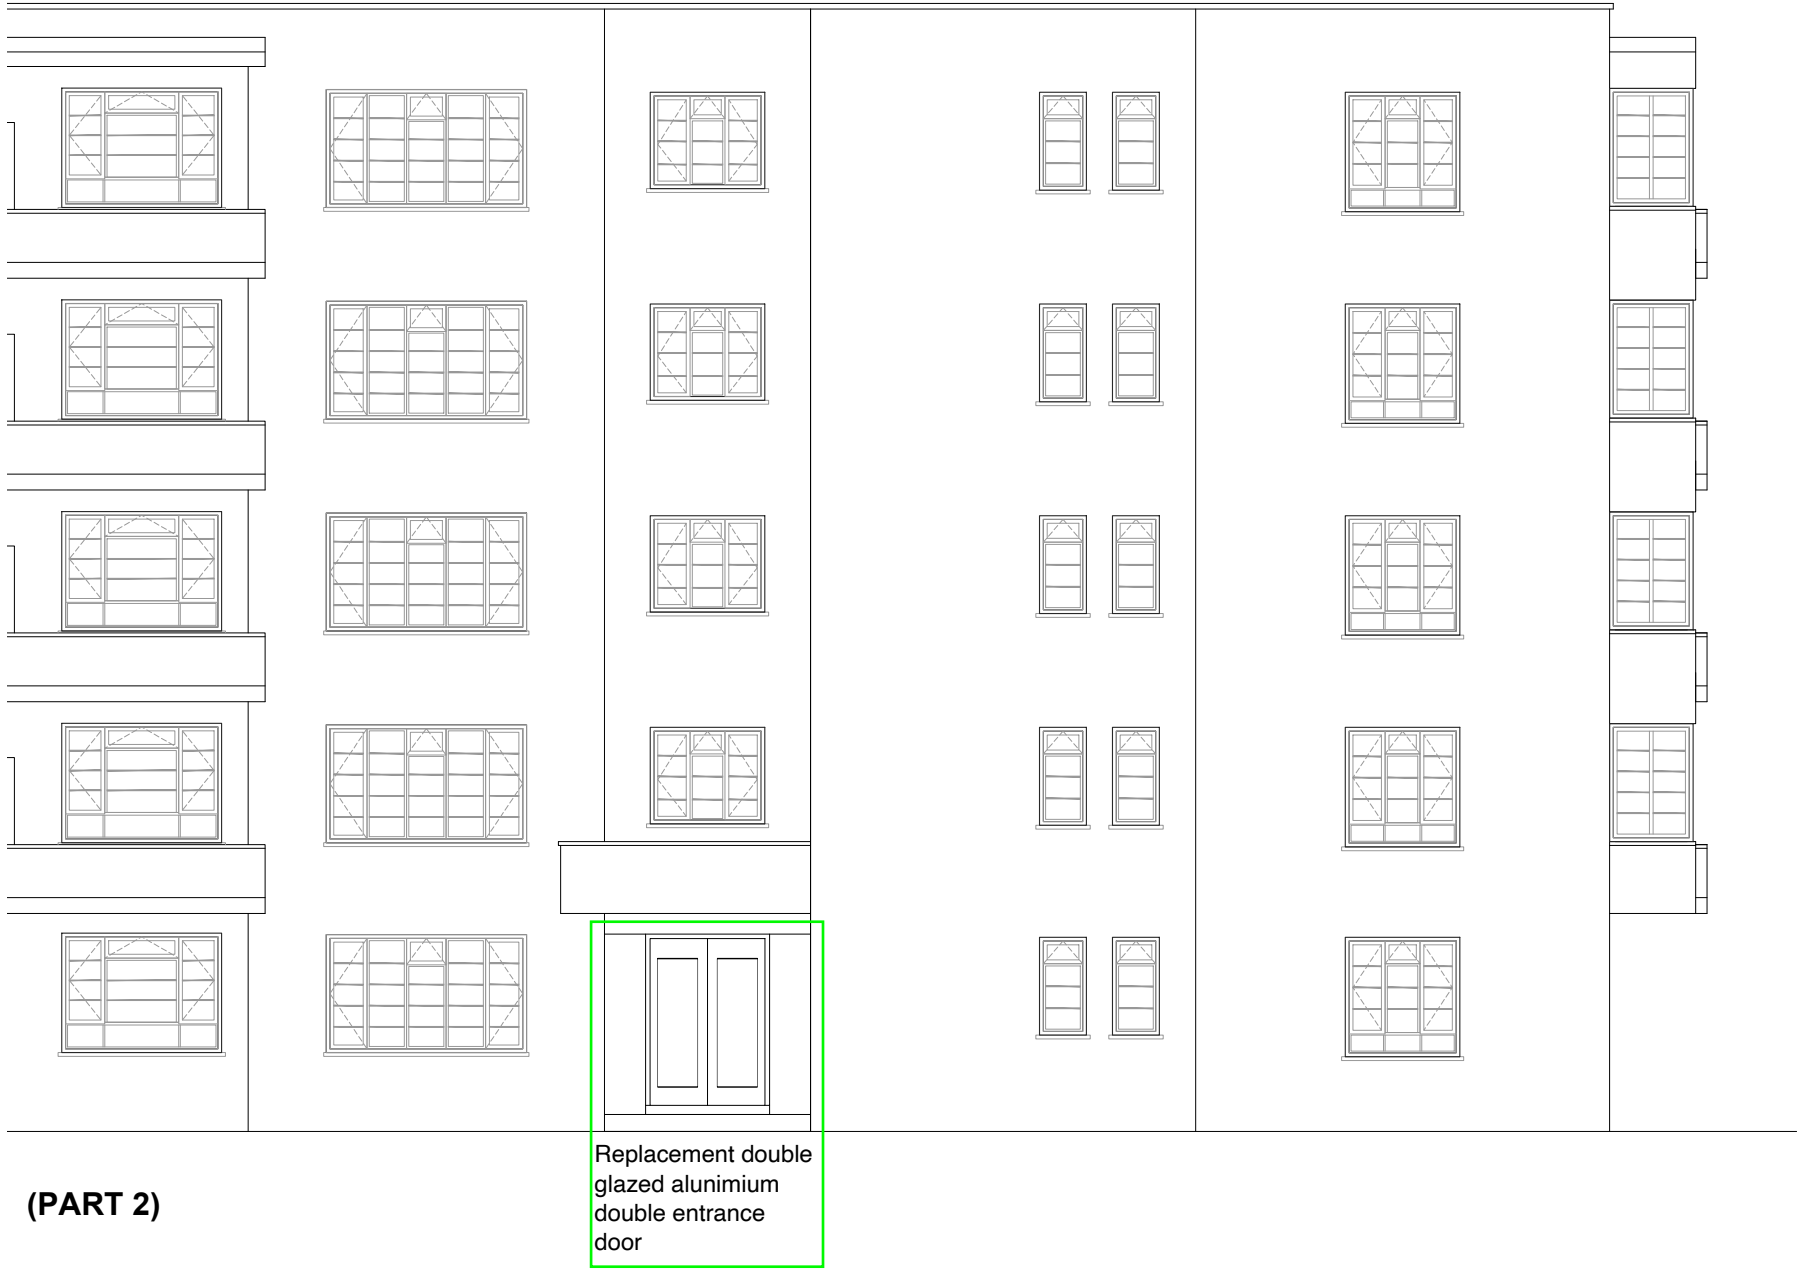 Replacement double
glazed alunimium
double entrance
door
(PART 2)